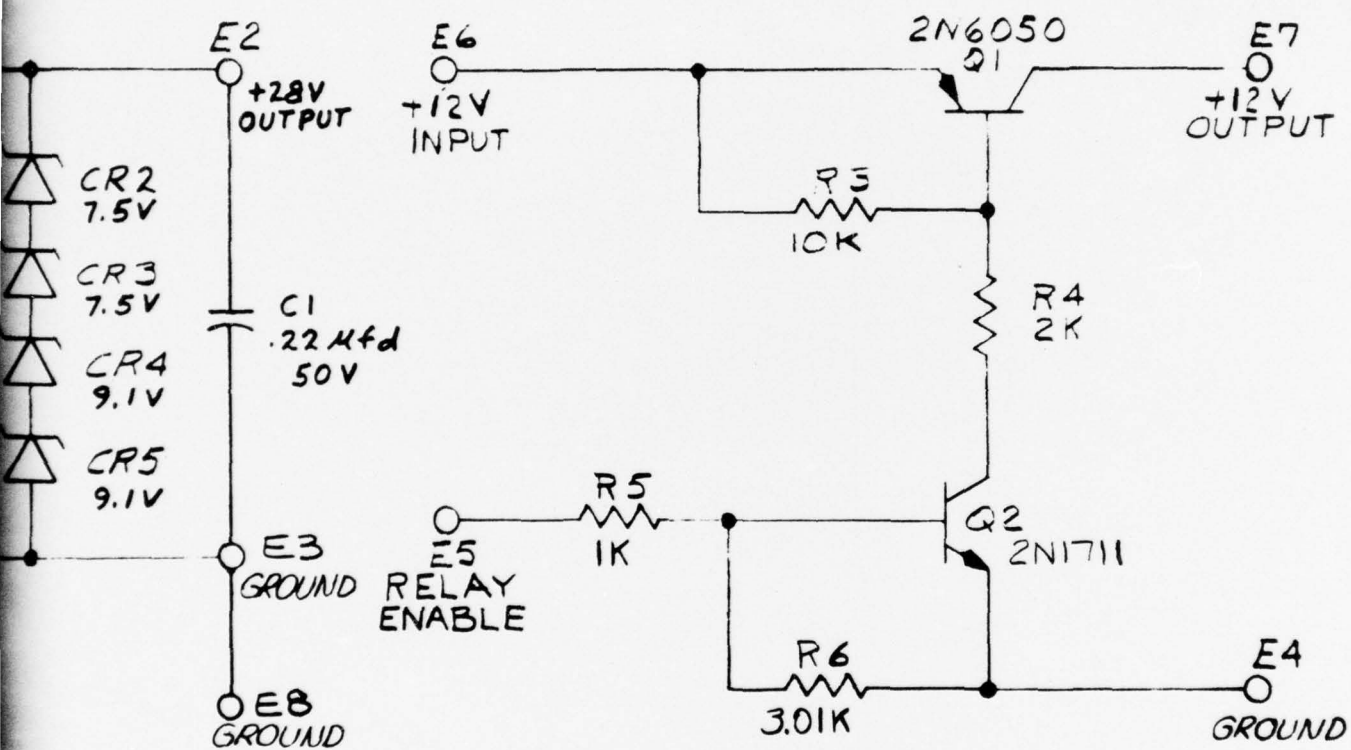 E2
+28V
OUTPUT
CR2
7.5V
CR3
7.5V
CR4
9.1V
CR5
9.1V
C1
.22 Mfd
50V
E3
GROUND
E8
GROUND
E6
+12V
INPUT
2N6050
Q1
E7
+12V
OUTPUT
R3
10K
R4
2K
R5
1K
E5
RELAY
ENABLE
Q2
2N1711
R6
3.01K
E4
GROUND